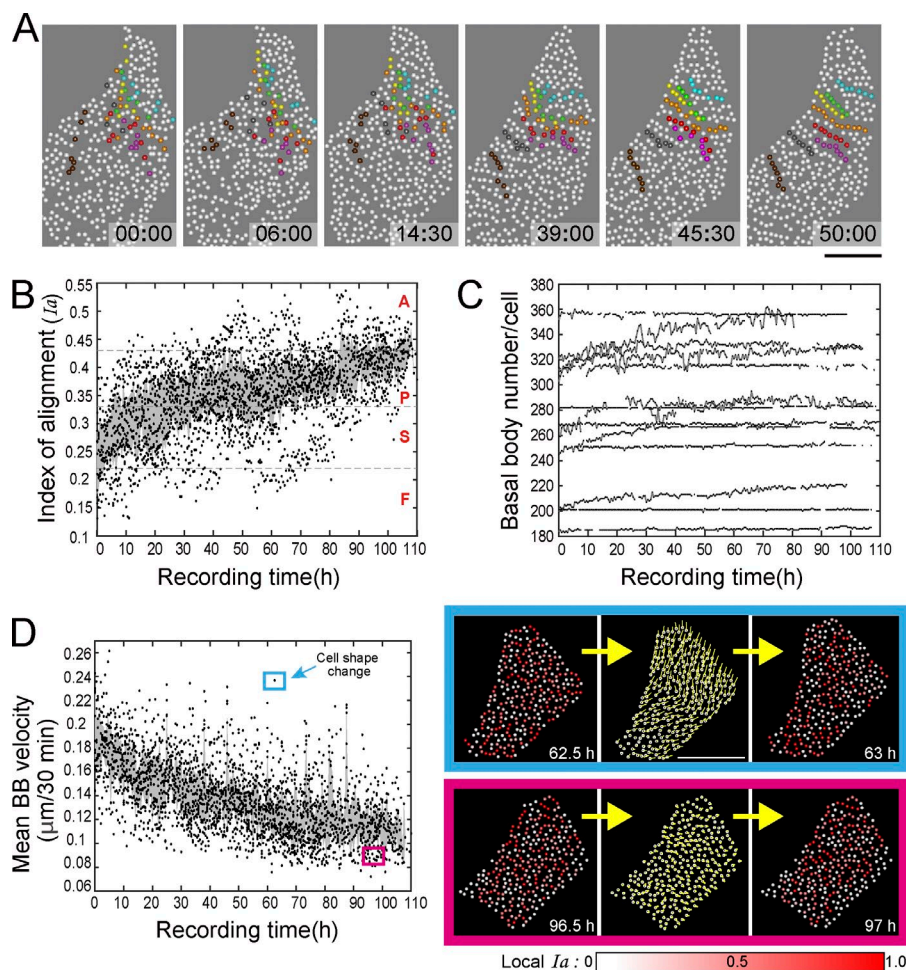 A
00:00 06:00 14:30 39:00 45:30 50:00
B
Index of alignment (Ia)
0.55
0.5
0.45
0.4
0.35
0.3
0.25
0.2
0.15
0.1
A
P
S
F
0 10 20 30 40 50 60 70 80 90 100 110
Recording time(h)
C
Basal body number/cell
380
360
340
320
300
280
260
240
220
200
180
0 10 20 30 40 50 60 70 80 90 100 110
Recording time(h)
D
Mean BB velocity
(μm/30 min)
0.26
0.24
0.22
0.2
0.18
0.16
0.14
0.12
0.1
0.08
0.06
Cell shape
change
0 10 20 30 40 50 60 70 80 90 100 110
Recording time(h)
62.5 h 63 h
96.5 h 97 h
Local Ia : 0 0.5 1.0